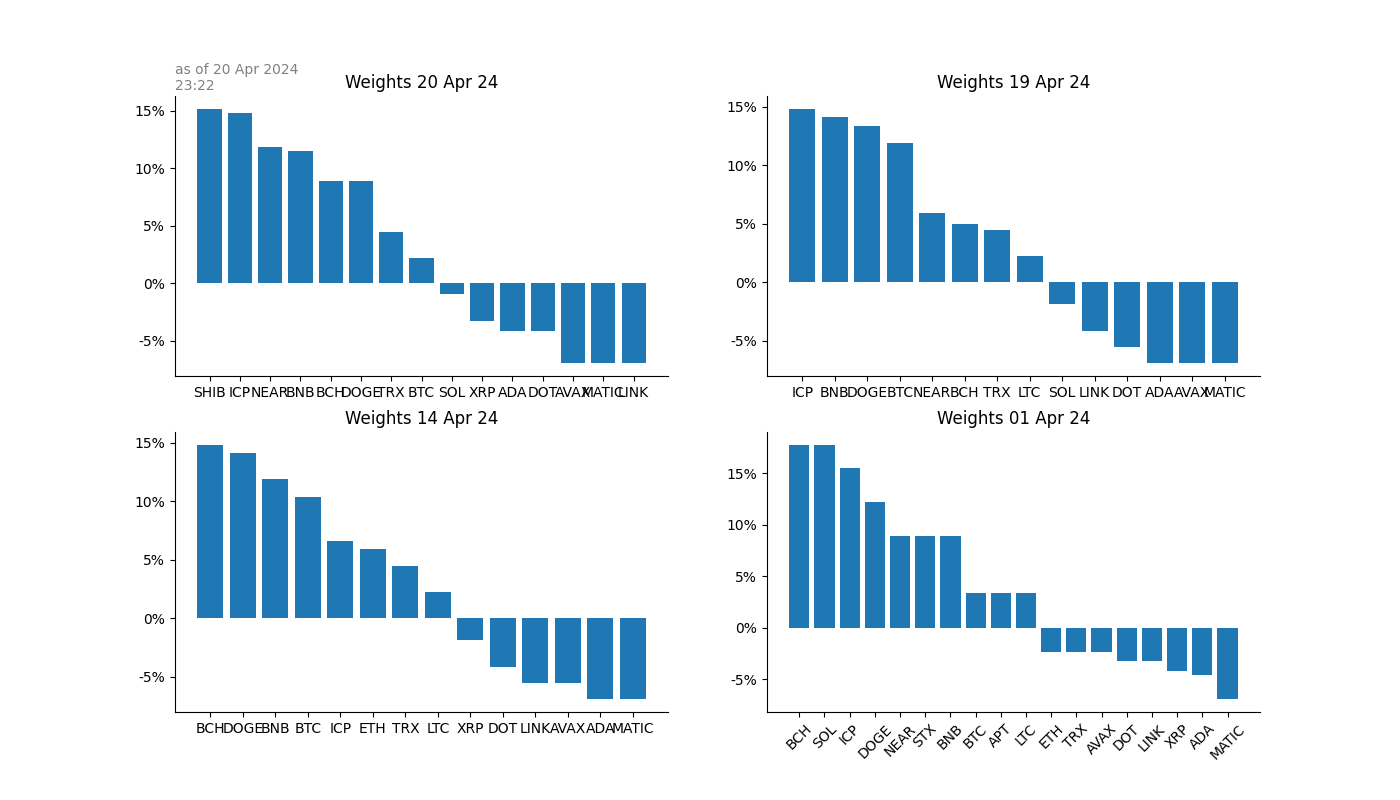 as of 20 Apr 2024
23:22
Weights 20 Apr 24
15%
10%
5%
0%
-5%
SHIB ICP NEAR BNB BCH DOGE TRX BTC SOL XRP ADA DOT AVAX MATIC LINK
Weights 19 Apr 24
15%
10%
5%
0%
-5%
ICP BNB DOGE BTC NEAR BCH TRX LTC SOL LINK DOT ADA AVAX MATIC
Weights 14 Apr 24
15%
10%
5%
0%
-5%
BCH DOGE BNB BTC ICP ETH TRX LTC XRP DOT LINK AVAX ADA MATIC
Weights 01 Apr 24
15%
10%
5%
0%
-5%
BCH SOL ICP DOGE NEAR STX BNB BTC APT LTC ETH TRX AVAX DOT LINK XRP ADA MATIC